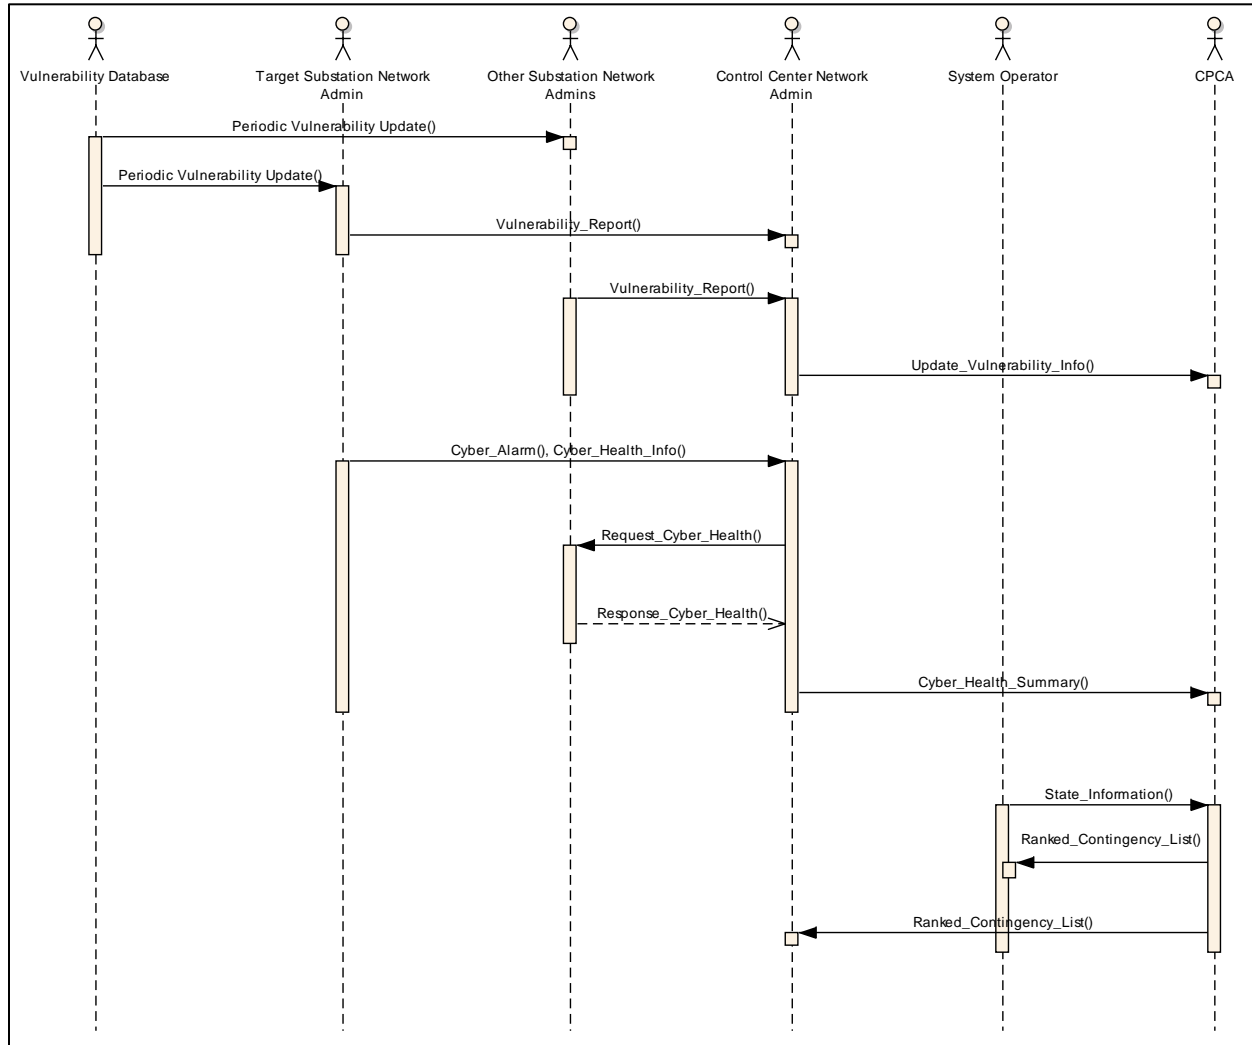 Vulnerability Database
Target Substation Network
Admin
Other Substation Network
Admins
Control Center Network
Admin
System Operator
CPCA
Periodic Vulnerability Update()
Periodic Vulnerability Update()
Vulnerability_Report()
Vulnerability_Report()
Update_Vulnerability_Info()
Cyber_Alarm(), Cyber_Health_Info()
Request_Cyber_Health()
Response_Cyber_Health()
Cyber_Health_Summary()
State_Information()
Ranked_Contingency_List()
Ranked_Contingency_List()